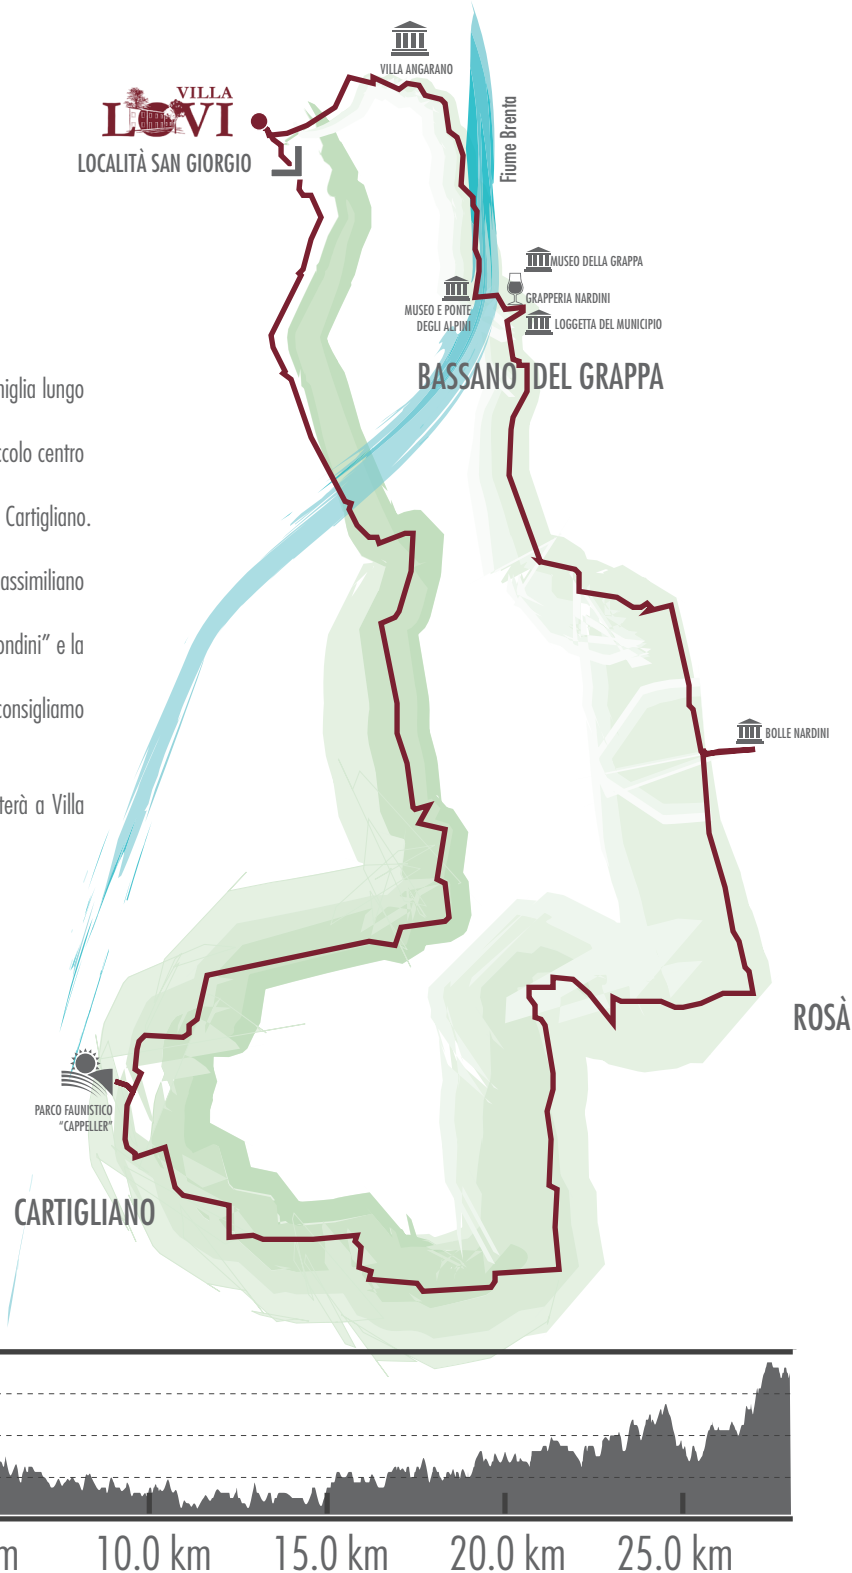 VILLA ANGARANO
VILLA
LOVI
LOCALITÀ SAN GIORGIO
Fiume Brenta
MUSEO DELLA GRAPPA
GRAPPERIA NARDINI
MUSEO E PONTE
DEGLI ALPINI
LOGGETTA DEL MUNICIPIO
BASSANO DEL GRAPPA
niglia lungo
ccolo centro
Cartigliano.
assimiliano
ondini” e la
consigliamo
BOLLE NARDINI
terà a Villa
ROSÀ
PARCO FAUNISTICO
“CAPPELLER”
CARTIGLIANO
m 10.0 km 15.0 km 20.0 km 25.0 km